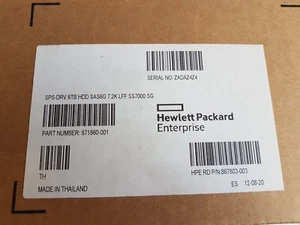 SERIAL NO: ZADAZ4Z4
SPS-DRV 8TB HDD SAS6G 7.2K LFF SS7000 SG
PART NUMBER: 871860-001
Hewlett Packard
Enterprise
TH
HPE RD P/N:867803-003
MADE IN THAILAND
ES 12-08-20